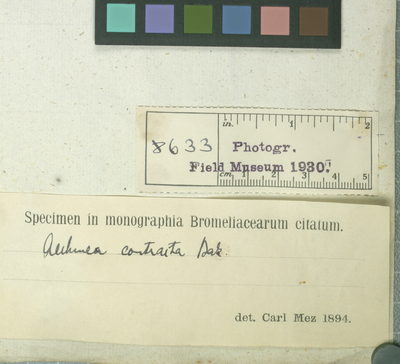 in. 1 2
8633 Photogr.
Field Museum 1930.
cm. 1 2 3 4 5
Specimen in monographia Bromeliacearum citatum.
Aechmea contracta Bak.
det. Carl Mez 1894.